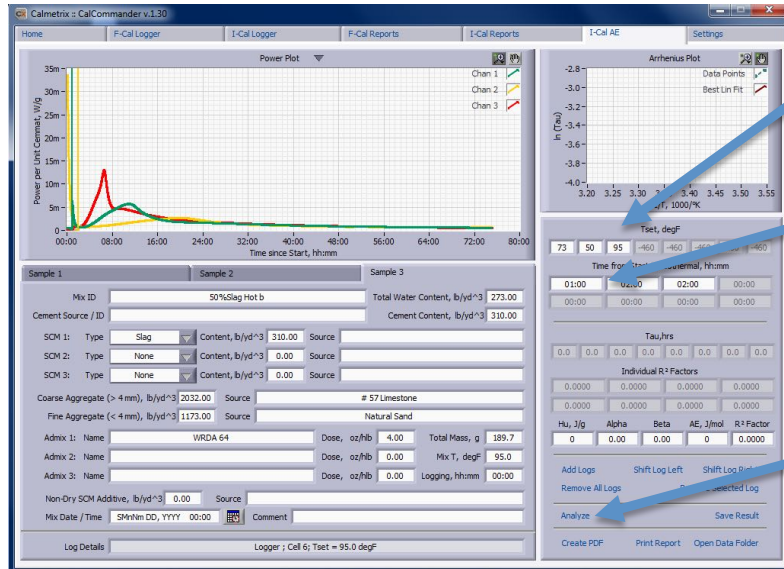 Calmetrix :: CalCommander v.1.30
Home F-Cal Logger I-Cal Logger F-Cal Reports I-Cal Reports I-Cal AE Settings
Power Plot
Power per Unit Cemmat, W/g
35m
30m
25m
20m
15m
10m
5m
0
00:00 08:00 16:00 24:00 32:00 40:00 48:00 56:00 64:00 72:00 80:00
Time since Start, hh:mm
Chan 1
Chan 2
Chan 3
Arrhenius Plot
ln (Tau)
-2.8
-3.0
-3.2
-3.4
-3.6
-3.8
-4.0
Data Points
Best Lin Fit
3.20 3.25 3.30 3.40 3.45 3.50 3.55
/T, 1000/°K
Sample 1 Sample 2 Sample 3
Mix ID 50%Slag Hot b Total Water Content, lb/yd^3 273.00
Cement Source / ID Cement Content, lb/yd^3 310.00
SCM 1: Type Slag Content, lb/yd^3 310.00 Source
SCM 2: Type None Content, lb/yd^3 0.00 Source
SCM 3: Type None Content, lb/yd^3 0.00 Source
Coarse Aggregate (> 4 mm), lb/yd^3 2032.00 Source # 57 Limestone
Fine Aggregate (< 4 mm), lb/yd^3 1173.00 Source Natural Sand
Admix 1: Name WRDA 64 Dose, oz/hlb 4.00 Total Mass, g 189.7
Admix 2: Name Dose, oz/hlb 0.00 Mix T, degF 95.0
Admix 3: Name Dose, oz/hlb 0.00 Logging, hh:mm 00:00
Non-Dry SCM Additive, lb/yd^3 0.00 Source
Mix Date / Time SMnNm DD, YYYY 00:00 Comment
Log Details Logger ; Cell 6; Tset = 95.0 degF
Tset, degF
73 50 95 -460 -460 -460
Time from Start hh:mm
01:00 02:00 02:00 00:00
00:00 00:00 00:00 00:00
Tau,hrs
0.0 0.0 0.0 0.0 0.0 0.0 0.0 0.0
Individual R² Factors
0.0000 0.0000 0.0000 0.0000
0.0000 0.0000 0.0000 0.0000
Hu, J/g Alpha Beta AE, J/mol R² Factor
0 0.00 0.00 0 0.0000
Add Logs Shift Log Left Shift Log
Remove All Logs Selected Log
Analyze Save Result
Create PDF Print Report Open Data Folder